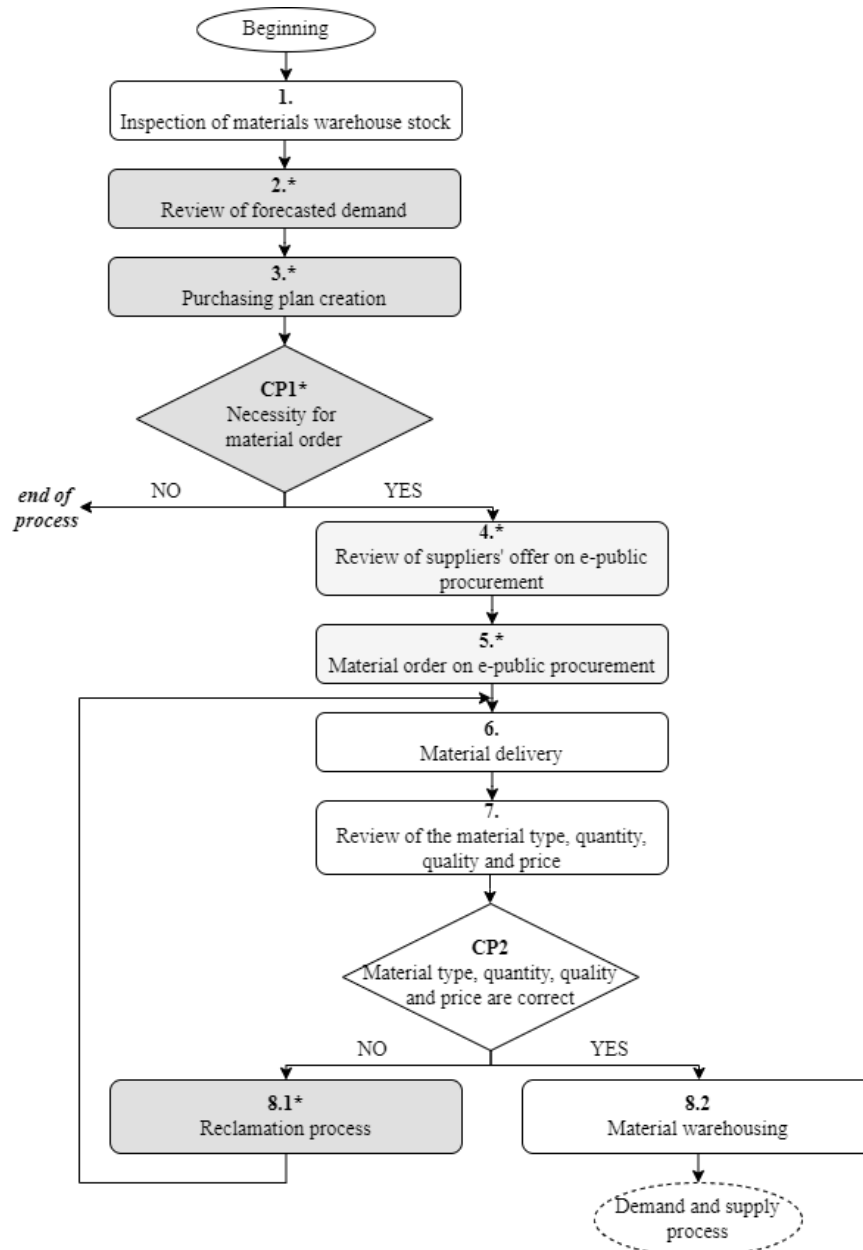 Beginning
1.
Inspection of materials warehouse stock
2.*
Review of forecasted demand
3.*
Purchasing plan creation
CP1*
Necessity for
material order
NO
YES
end of
process
4.*
Review of suppliers' offer on e-public
procurement
5.*
Material order on e-public procurement
6.
Material delivery
7.
Review of the material type, quantity,
quality and price
CP2
Material type, quantity, quality
and price are correct
NO
YES
8.1*
Reclamation process
8.2
Material warehousing
Demand and supply
process